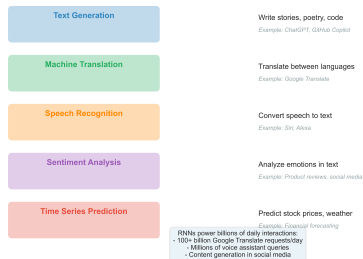 Text Generation
Write stories, poetry, code
Example: ChatGPT, GitHub Copilot
Machine Translation
Translate between languages
Example: Google Translate
Speech Recognition
Convert speech to text
Example: Siri, Alexa
Sentiment Analysis
Analyze emotions in text
Example: Product reviews, social media
Time Series Prediction
Predict stock prices, weather
Example: Financial forecasting
RNNs power billions of daily interactions:
- 100+ billion Google Translate requests/day
- Millions of voice assistant queries
- Content generation in social media